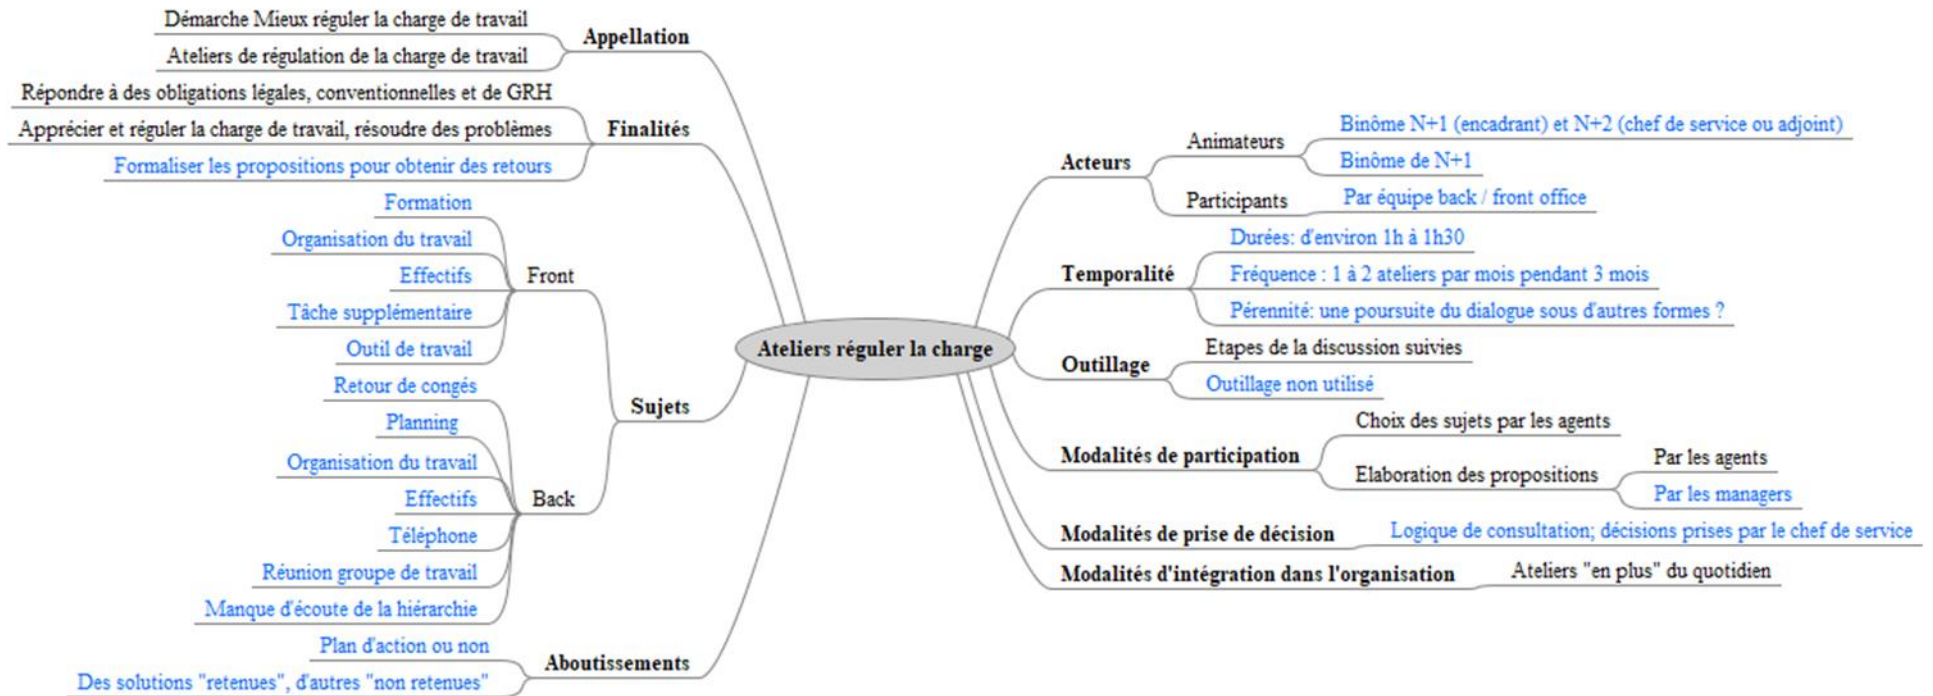 Démarche Mieux réguler la charge de travail
Ateliers de régulation de la charge de travail
Appellation
Répondre à des obligations légales, conventionnelles et de GRH
Apprécier et réguler la charge de travail, résoudre des problèmes
Formaliser les propositions pour obtenir des retours
Finalités
Formation
Organisation du travail
Effectifs
Tâche supplémentaire
Outil de travail
Front
Retour de congés
Planning
Organisation du travail
Effectifs
Téléphone
Réunion groupe de travail
Manque d'écoute de la hiérarchie
Back
Sujets
Plan d'action ou non
Des solutions "retenues", d'autres "non retenues"
Aboutissements
Ateliers réguler la charge
Acteurs
Animateurs
Binôme N+1 (encadrant) et N+2 (chef de service ou adjoint)
Binôme de N+1
Participants
Par équipe back / front office
Temporalité
Durées: d'environ 1h à 1h30
Fréquence : 1 à 2 ateliers par mois pendant 3 mois
Pérennité: une poursuite du dialogue sous d'autres formes ?
Outillage
Etapes de la discussion suivies
Outillage non utilisé
Modalités de participation
Choix des sujets par les agents
Elaboration des propositions
Par les agents
Par les managers
Modalités de prise de décision
Logique de consultation; décisions prises par le chef de service
Modalités d'intégration dans l'organisation
Ateliers "en plus" du quotidien